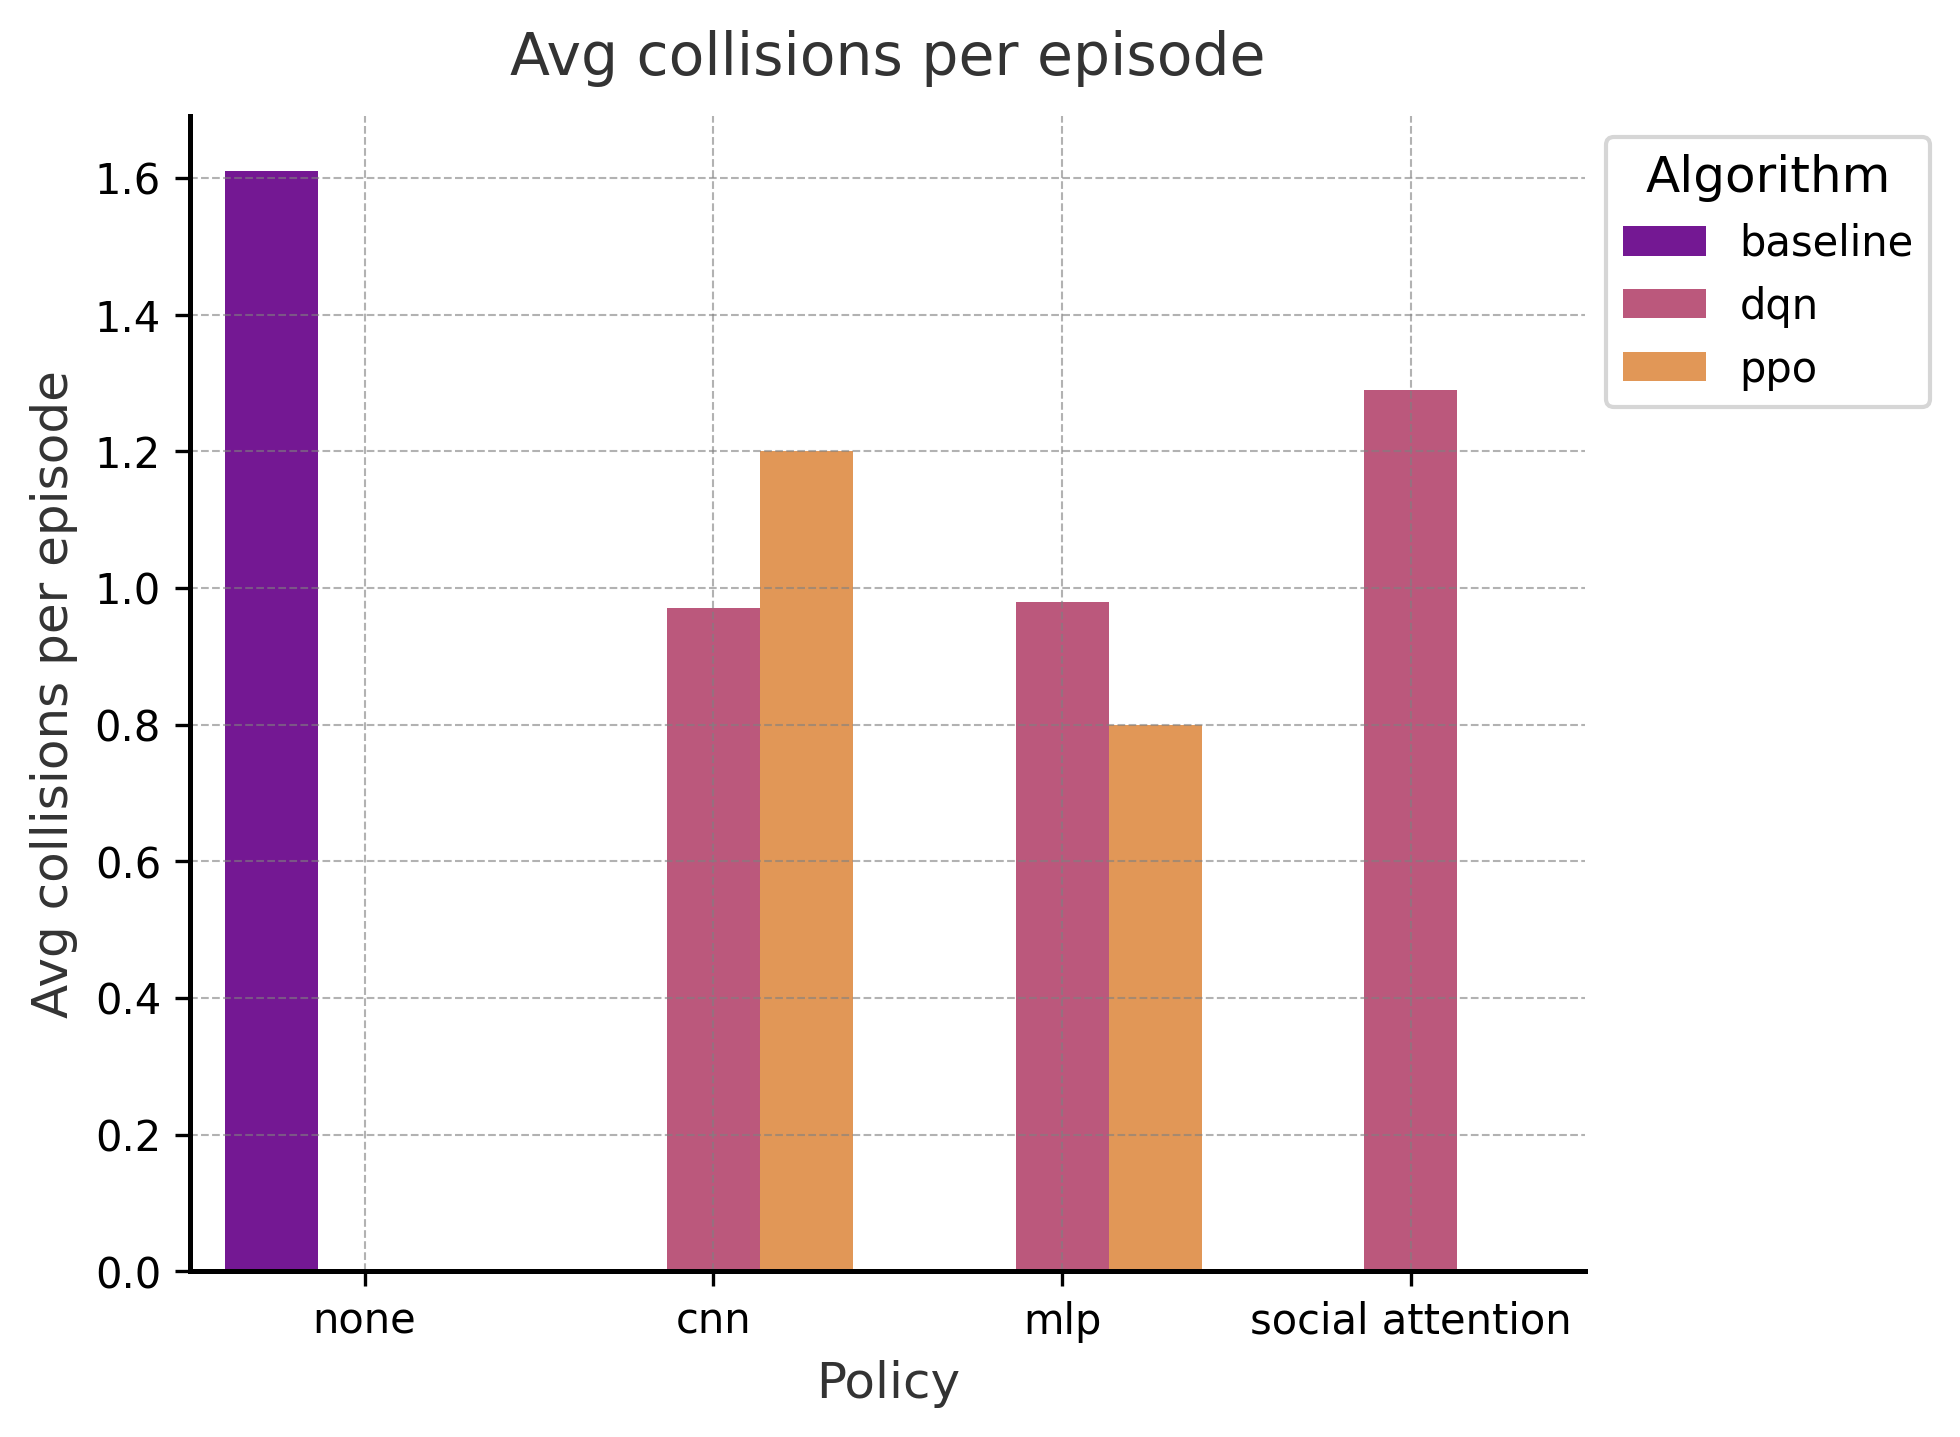 Avg collisions per episode
Avg collisions per episode
1.6
1.4
1.2
1.0
0.8
0.6
0.4
0.2
0.0
none
cnn
mlp
social attention
Policy
Algorithm
baseline
dqn
ppo